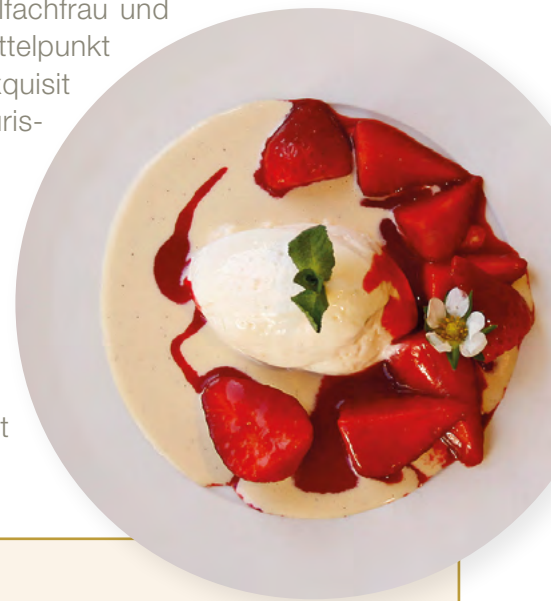 lfachfrau und
ttelpunkt
quisit
ris-
t